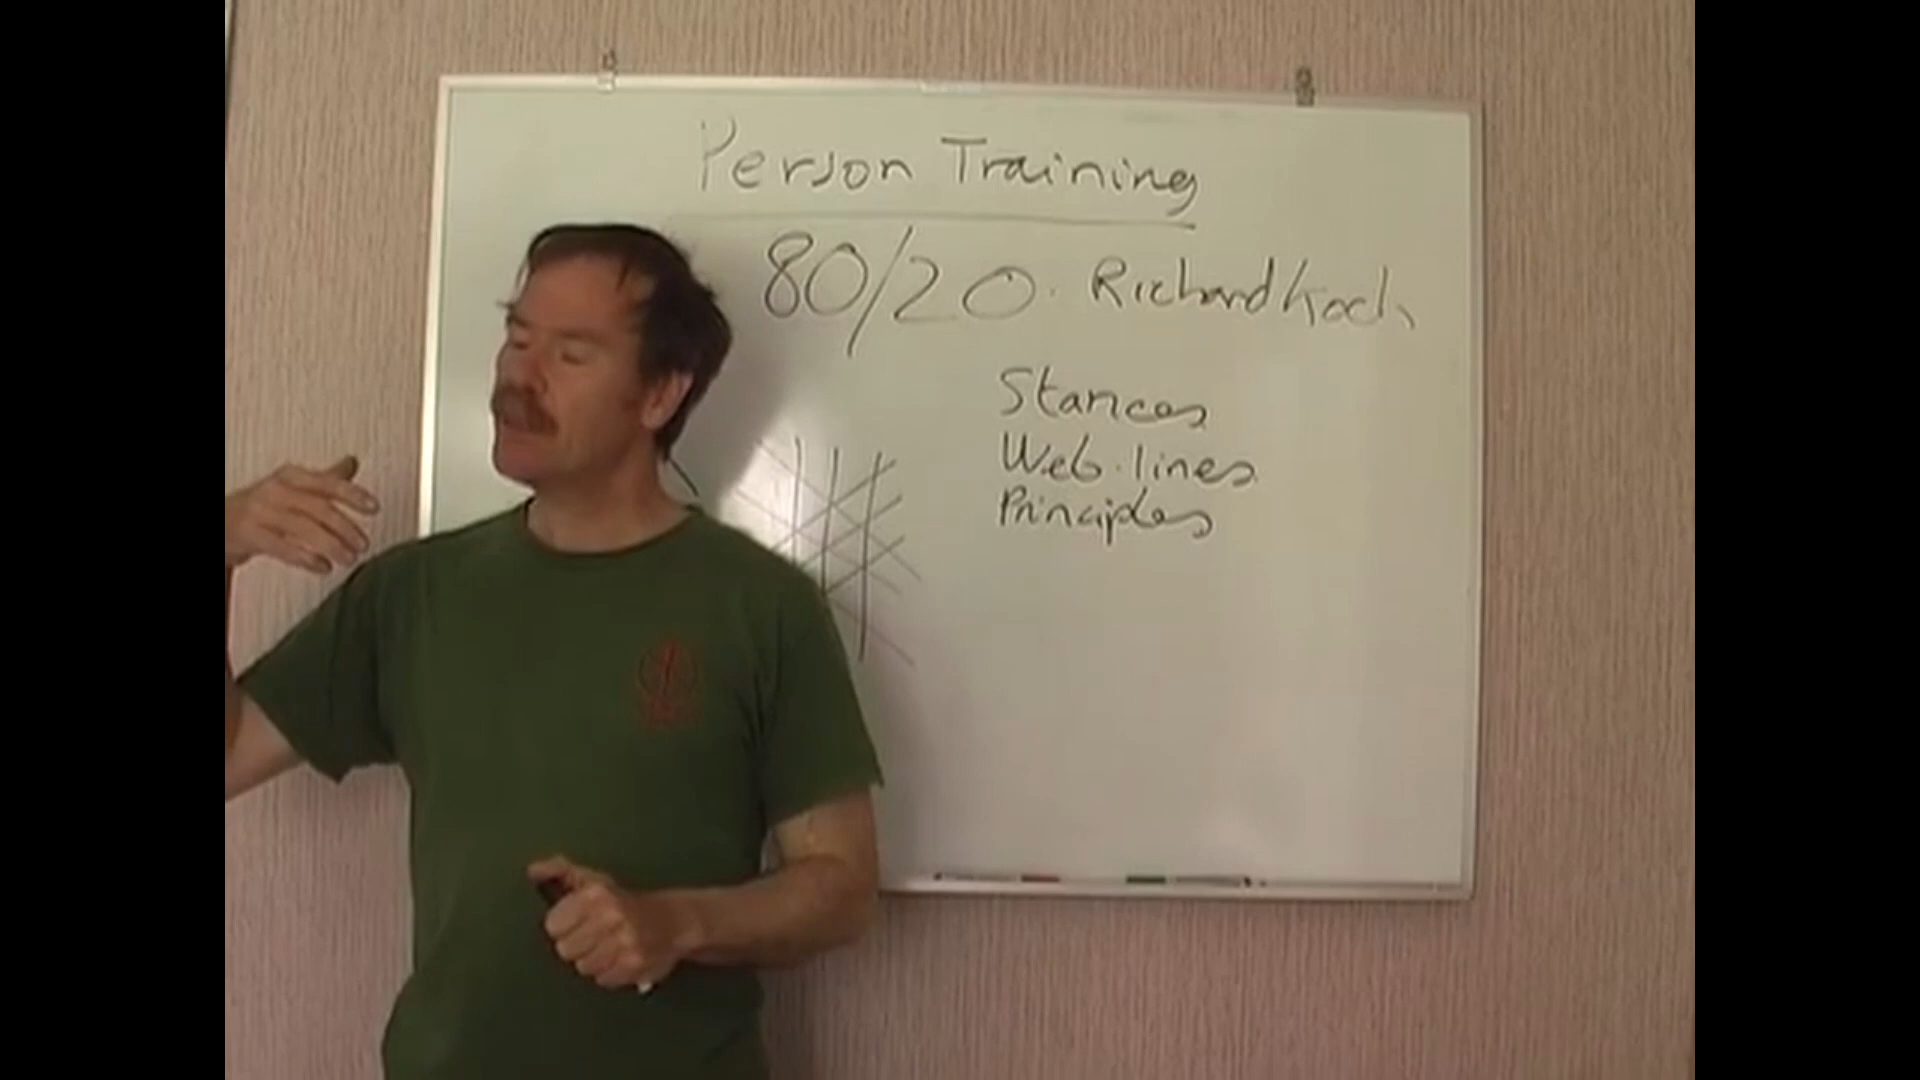 Person Training
80/20. Richard Koch
Stances
Web.lines
Principles